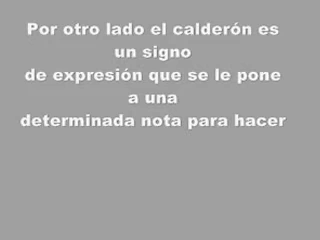 Por otro lado el calderón es
un signo
de expresión que se le pone
a una
determinada nota para hacer